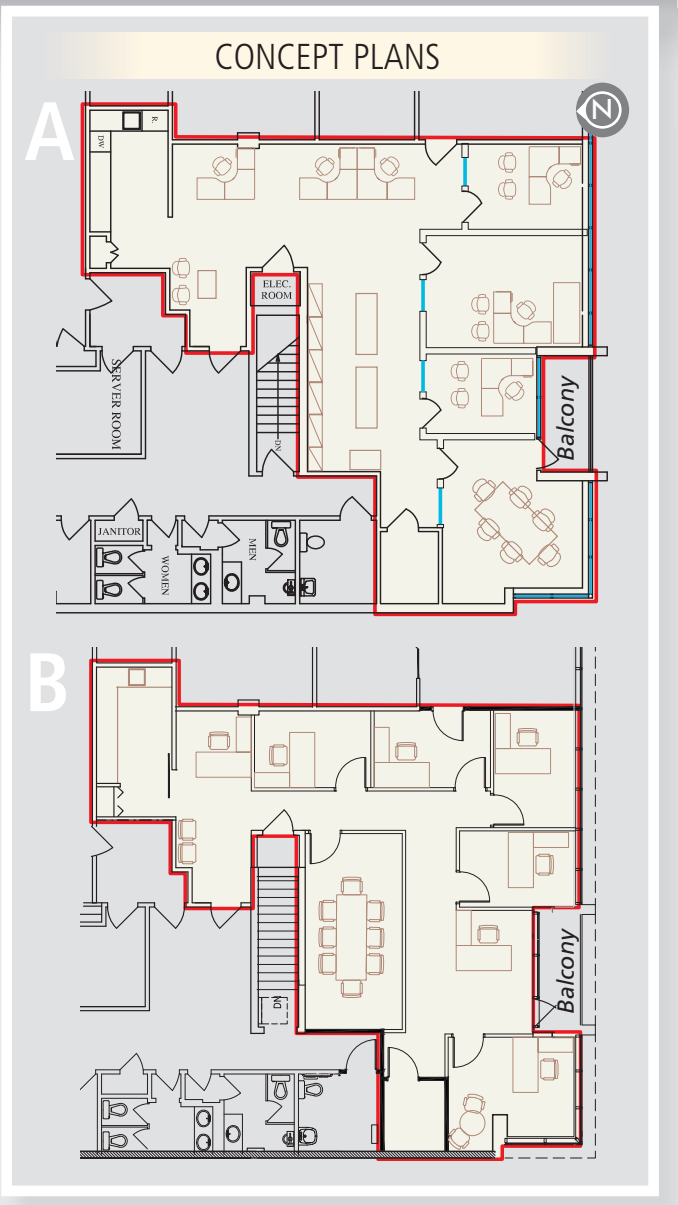 CONCEPT PLANS
A
N
R.
DW
ELEC.
ROOM
SERVER ROOM
DN
Balcony
JANITOR
WOMEN
MEN
B
Balcony
DN